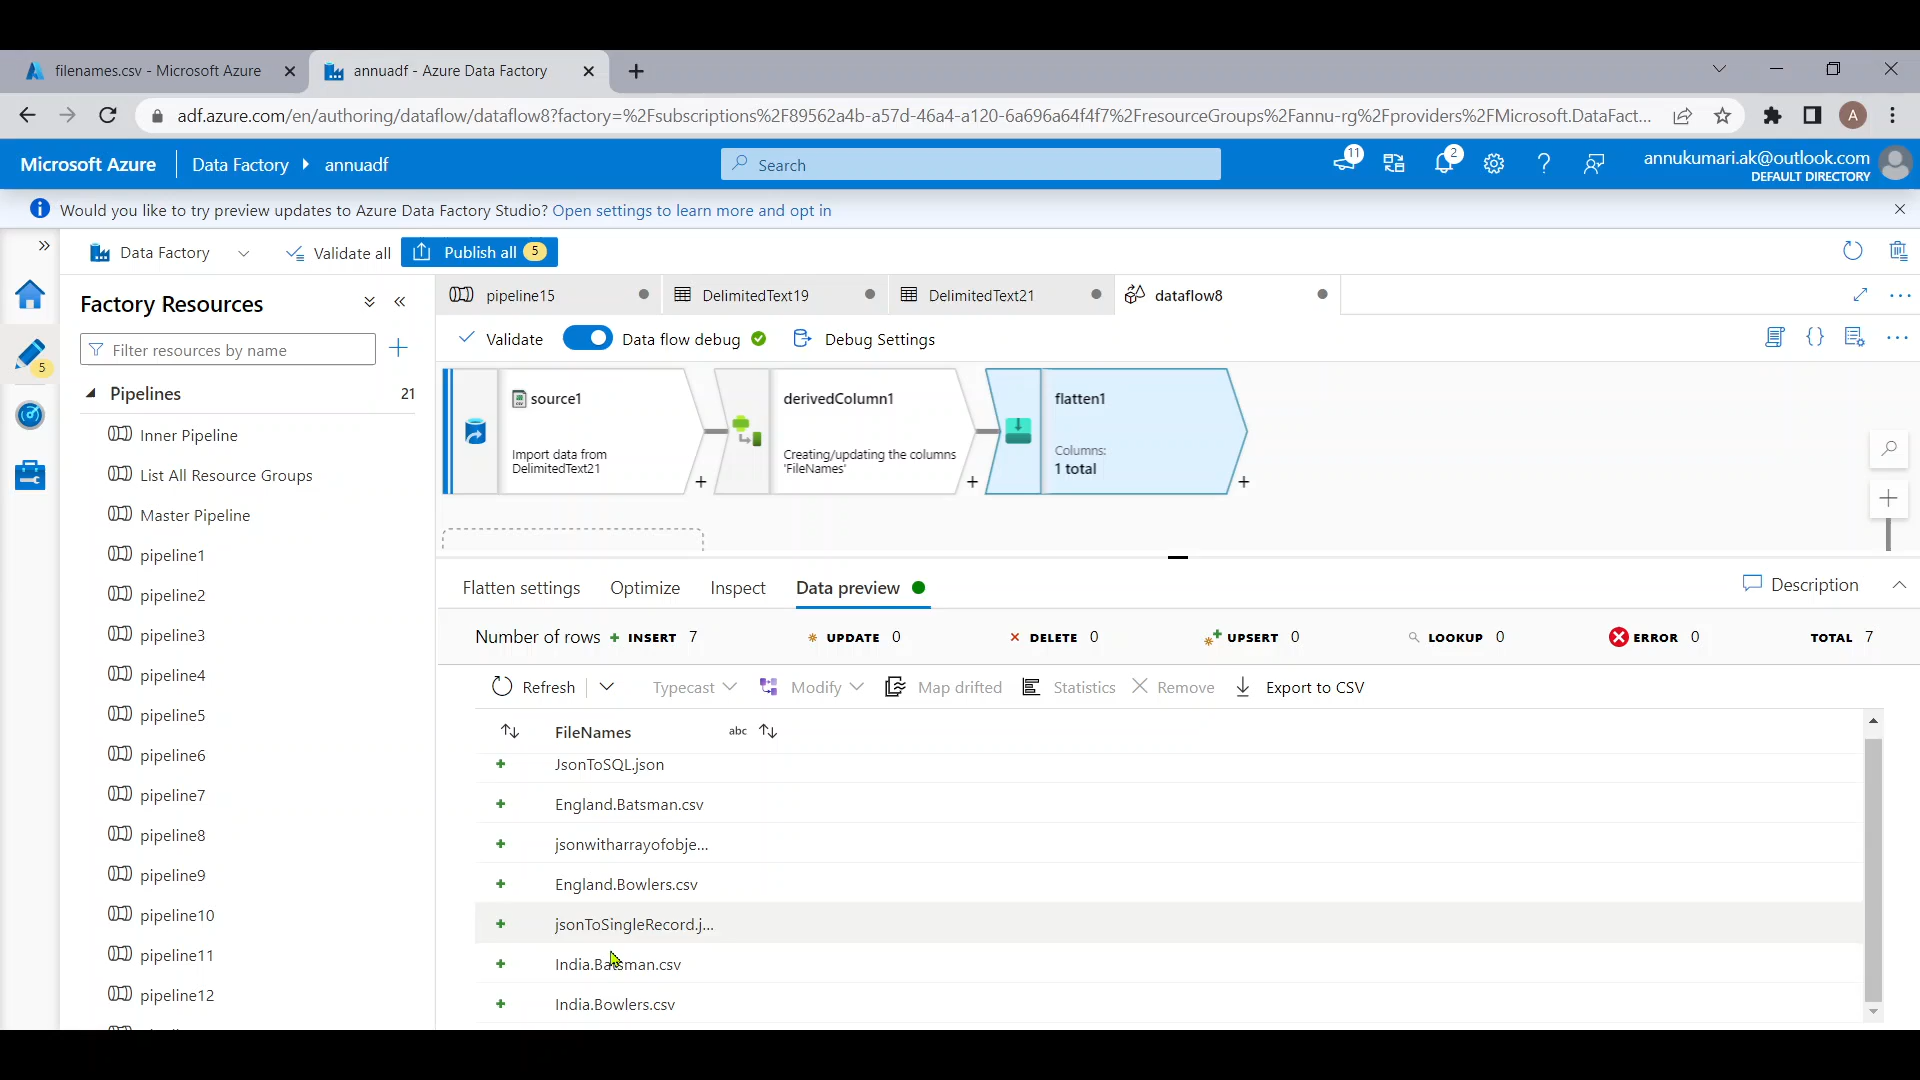 filenames.csv - Microsoft Azure
annuadf - Azure Data Factory
adf.azure.com/en/authoring/dataflow/dataflow8?factory=%2Fsubscriptions%2F89562a4b-a57d-46a4-a120-6a696a64f4f7%2FresourceGroups%2Fannu-rg%2Fproviders%2FMicrosoft.DataFact...
A
Microsoft Azure
Data Factory
annuadf
Search
11
2
annukumari.ak@outlook.com
DEFAULT DIRECTORY
Would you like to try preview updates to Azure Data Factory Studio? Open settings to learn more and opt in
Data Factory
Validate all
Publish all 5
5
Factory Resources
Filter resources by name
Pipelines 21
Inner Pipeline
List All Resource Groups
Master Pipeline
pipeline1
pipeline2
pipeline3
pipeline4
pipeline5
pipeline6
pipeline7
pipeline8
pipeline9
pipeline10
pipeline11
pipeline12
pipeline15
DelimitedText19
DelimitedText21
dataflow8
Validate
Data flow debug
Debug Settings
source1
Import data from
DelimitedText21
derivedColumn1
Creating/updating the columns
'FileNames'
flatten1
Columns:
1 total
Flatten settings
Optimize
Inspect
Data preview
Description
Number of rows
INSERT 7
UPDATE 0
DELETE 0
UPSERT 0
LOOKUP 0
ERROR 0
TOTAL 7
Refresh
Typecast
Modify
Map drifted
Statistics
Remove
Export to CSV
FileNames abc
JsonToSQL.json
England.Batsman.csv
jsonwitharrayofobje...
England.Bowlers.csv
jsonToSingleRecord.j...
India.Batsman.csv
India.Bowlers.csv